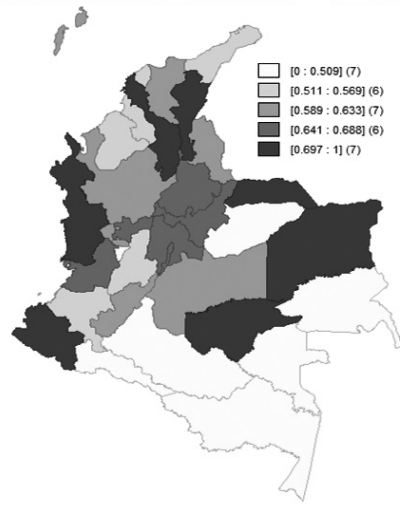 [0 : 0.509] (7)
[0.511 : 0.569] (6)
[0.589 : 0.633] (7)
[0.641 : 0.688] (6)
[0.697 : 1] (7)